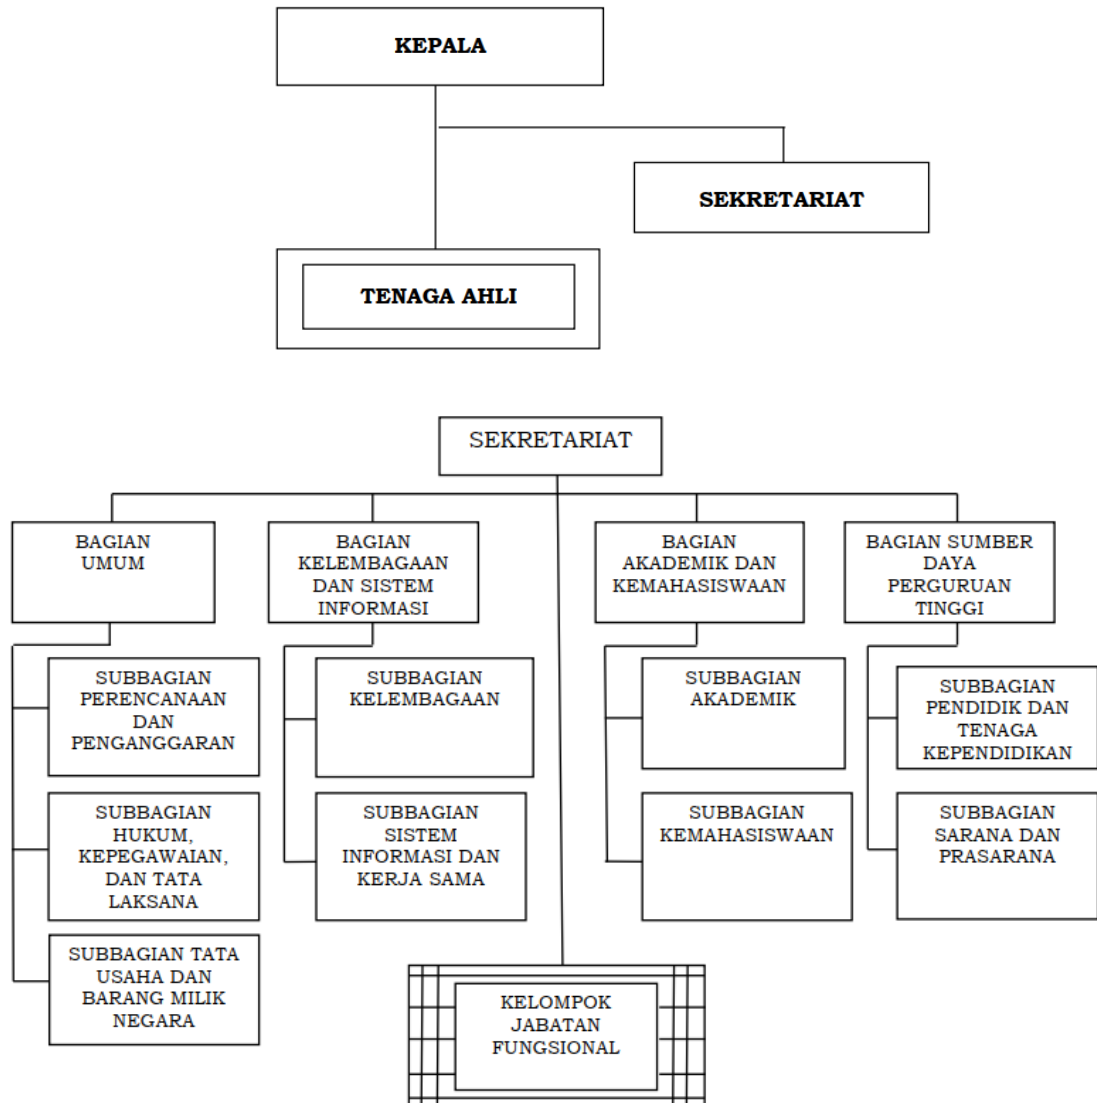 KEPALA
SEKRETARIAT
TENAGA AHLI
SEKRETARIAT
BAGIAN
UMUM
BAGIAN
KELEMBAGAAN
DAN SISTEM
INFORMASI
BAGIAN
AKADEMIK DAN
KEMAHASISWAAN
BAGIAN SUMBER
DAYA
PERGURUAN
TINGGI
SUBBAGIAN
PERENCANAAN
DAN
PENGANGGARAN
SUBBAGIAN
KELEMBAGAAN
SUBBAGIAN
AKADEMIK
SUBBAGIAN
PENDIDIK DAN
TENAGA
KEPENDIDIKAN
SUBBAGIAN
HUKUM,
KEPEGAWAIAN,
DAN TATA
LAKSANA
SUBBAGIAN
SISTEM
INFORMASI DAN
KERJA SAMA
SUBBAGIAN
KEMAHASISWAAN
SUBBAGIAN
SARANA DAN
PRASARANA
SUBBAGIAN TATA
USAHA DAN
BARANG MILIK
NEGARA
KELOMPOK
JABATAN
FUNGSIONAL